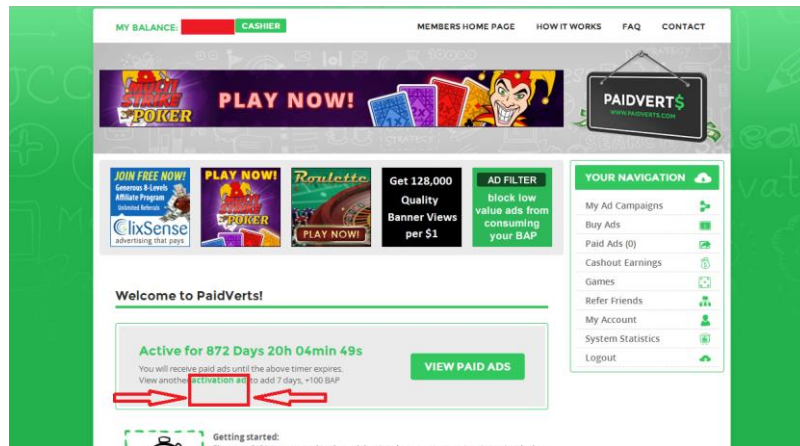 MY BALANCE: CASHIER MEMBERS HOME PAGE HOW IT WORKS FAQ CONTACT
MULTI
STRIKE
POKER
PLAY NOW!
PAIDVERT$
WWW.PAIDVERTS.COM
JOIN FREE NOW!
Generous 8-Levels
Affiliate Program
Unlimited Referrals
ClixSense
advertising that pays
PLAY NOW!
MULTI
STRIKE
POKER
Roulette
PLAY NOW!
Get 128,000
Quality
Banner Views
per $1
AD FILTER
block low
value ads from
consuming
your BAP
YOUR NAVIGATION
My Ad Campaigns
Buy Ads
Paid Ads (0)
Cashout Earnings
Games
Refer Friends
My Account
System Statistics
Logout
Welcome to PaidVerts!
Active for 872 Days 20h 04min 49s
You will receive paid ads until the above timer expires.
View another activation ad to add 7 days, +100 BAP
VIEW PAID ADS
Getting started: